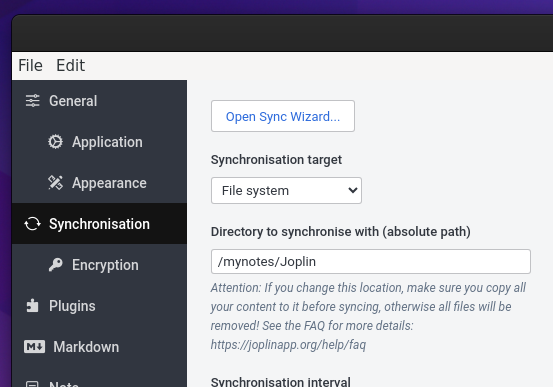 File Edit
General
Application
Appearance
Synchronisation
Encryption
Plugins
Markdown
Note
Open Sync Wizard...
Synchronisation target
File system
Directory to synchronise with (absolute path)
/mynotes/Joplin
Attention: If you change this location, make sure you copy all
your content to it before syncing, otherwise all files will be
removed! See the FAQ for more details:
https://joplinapp.org/help/faq
Synchronisation interval